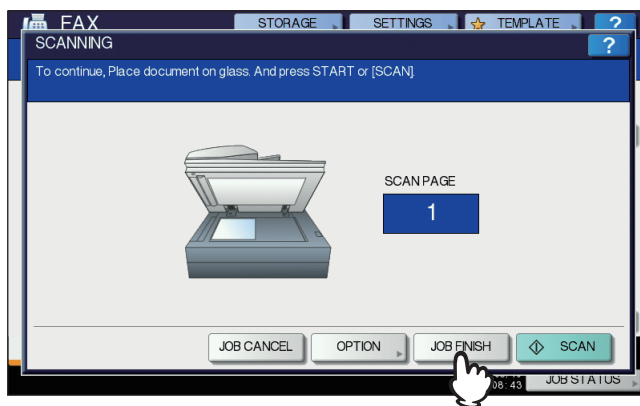 FAX STORAGE SETTINGS TEMPLATE ?
SCANNING ?
To continue, Place document on glass. And press START or [SCAN].
SCAN PAGE
1
JOB CANCEL OPTION JOB FINISH SCAN
08:43 JOB STATUS